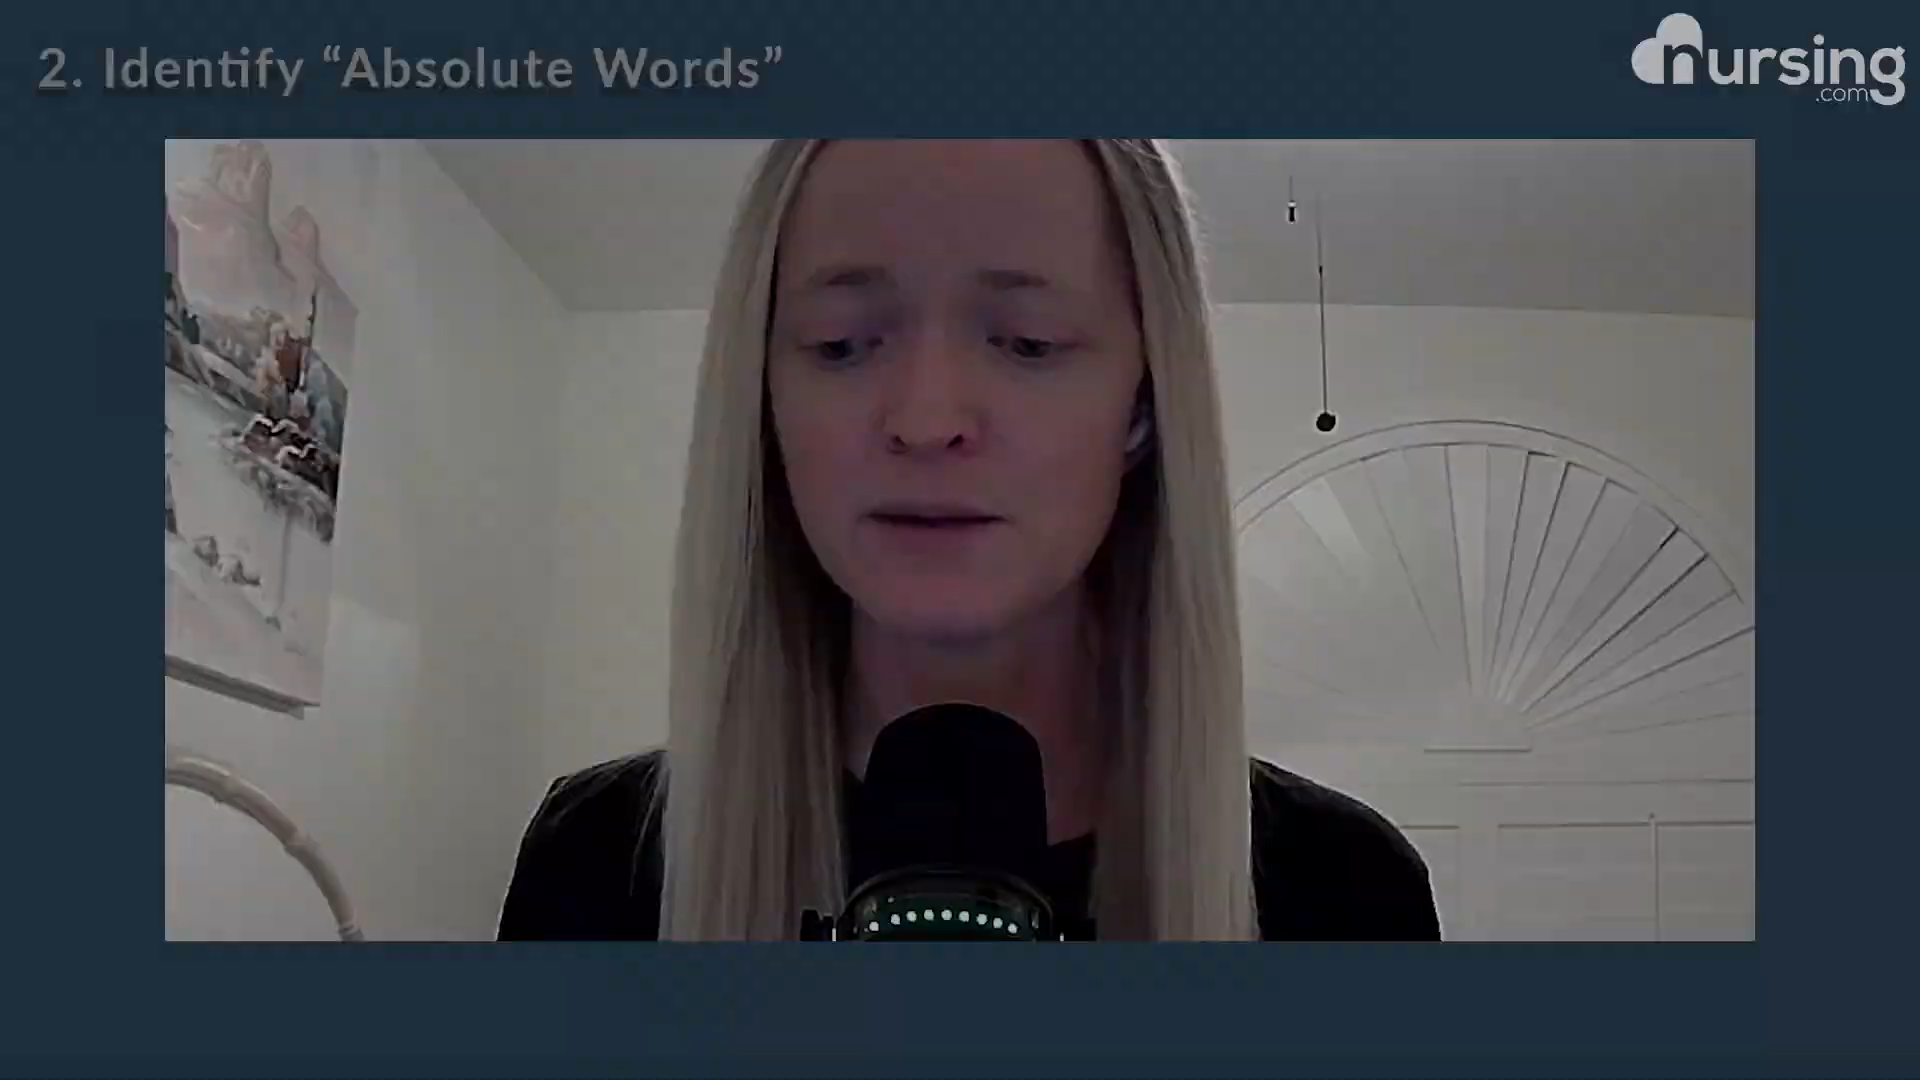 2. Identify “Absolute Words”
nursing
.com